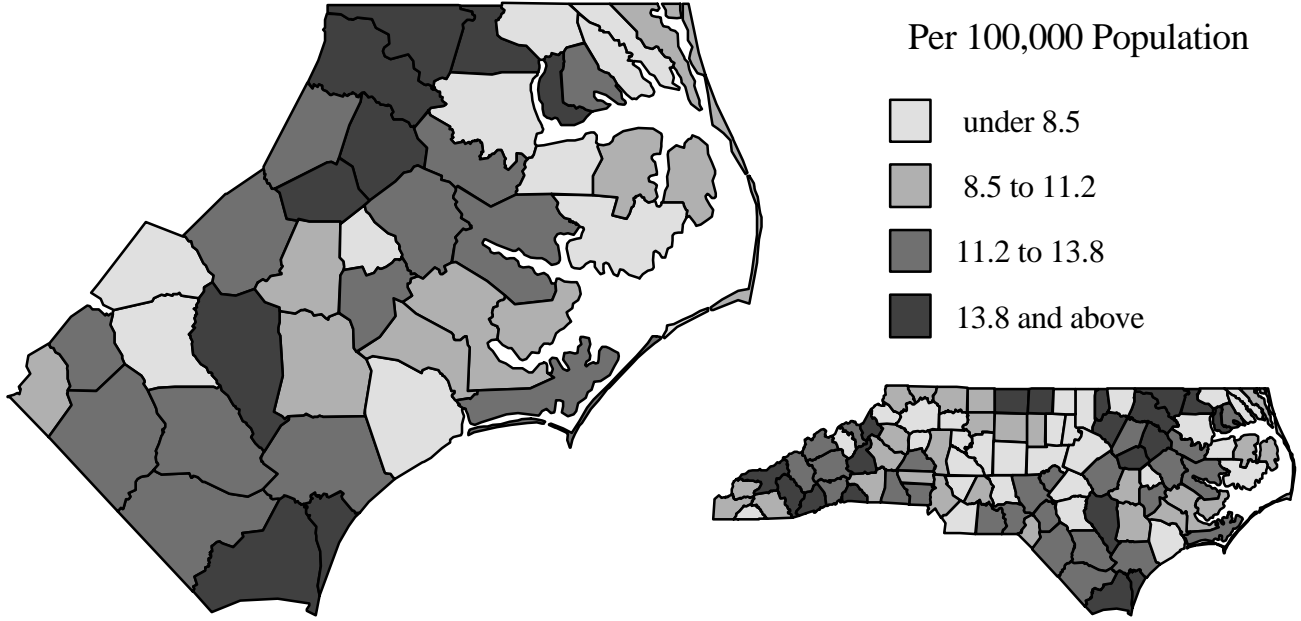 Per 100,000 Population
under 8.5
8.5 to 11.2
11.2 to 13.8
13.8 and above